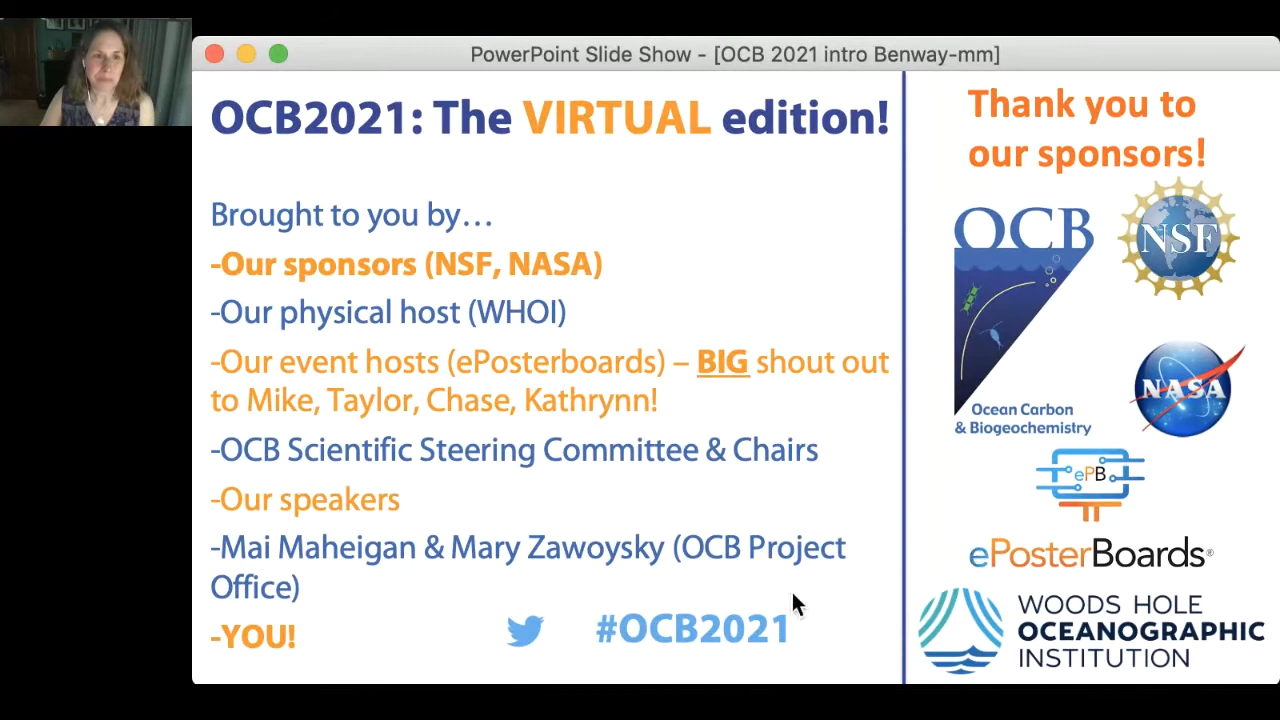 PowerPoint Slide Show - [OCB 2021 intro Benway-mm]
OCB2021: The VIRTUAL edition!
Brought to you by…
-Our sponsors (NSF, NASA)
-Our physical host (WHOI)
-Our event hosts (ePosterboards) – BIG shout out
to Mike, Taylor, Chase, Kathrynn!
-OCB Scientific Steering Committee & Chairs
-Our speakers
-Mai Maheigan & Mary Zawoysky (OCB Project
Office)
-YOU!
#OCB2021
Thank you to
our sponsors!
OCB
Ocean Carbon
& Biogeochemistry
NSF
NASA
ePB
ePosterBoards®
WOODS HOLE
OCEANOGRAPHIC
INSTITUTION